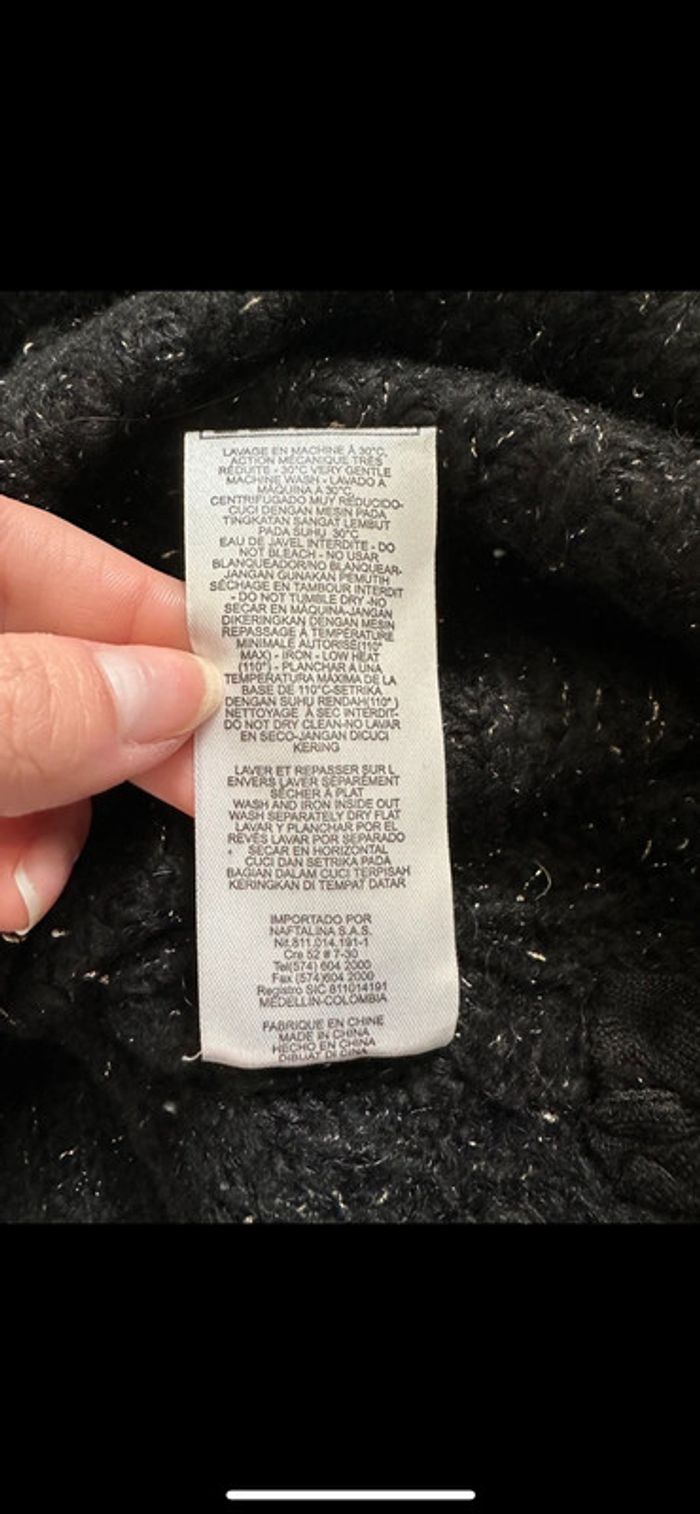 LAVAGE EN MACHINE À 30°C,
ACTION MÉCANIQUE TRÈS
RÉDUITE - 30°C VERY GENTLE
MACHINE WASH - LAVADO A
MÁQUINA A 30°C,
CENTRIFUGADO MUY REDUCIDO-
CUCI DENGAN MESIN PADA
TINGKATAN SANGAT LEMBUT
PADA SUHU 30°C
EAU DE JAVEL INTERDITE - DO
NOT BLEACH - NO USAR
BLANQUEADOR/NO BLANQUEAR-
JANGAN GUNAKAN PEMUTIH
SÉCHAGE EN TAMBOUR INTERDIT
- DO NOT TUMBLE DRY -NO
SECAR EN MÁQUINA-JANGAN
DIKERINGKAN DENGAN MESIN
REPASSAGE À TEMPÉRATURE
MINIMALE AUTORISÉ(110°
MAX) - IRON - LOW HEAT
(110°) - PLANCHAR A UNA
TEMPERATURA MÁXIMA DE LA
BASE DE 110°C-SETRIKA
DENGAN SUHU RENDAH(110°)
NETTOYAGE À SEC INTERDIT-
DO NOT DRY CLEAN-NO LAVAR
EN SECO-JANGAN DICUCI
KERING
LAVER ET REPASSER SUR L
ENVERS LAVER SÉPARÉMENT
SÉCHER À PLAT
WASH AND IRON INSIDE OUT
WASH SEPARATELY DRY FLAT
LAVAR Y PLANCHAR POR EL
REVÉS LAVAR POR SEPARADO
SECAR EN HORIZONTAL
CUCI DAN SETRIKA PADA
BAGIAN DALAM CUCI TERPISAH
KERINGKAN DI TEMPAT DATAR
IMPORTADO POR
NAFTALINA S.A.S.
Nit.811.014.191-1
Cra 52 # 7-30
Tel(574) 604 2000
Fax (574)604 2000
Registro SIC 811014191
MEDELLIN-COLOMBIA
FABRIQUE EN CHINE
MADE IN CHINA
HECHO EN CHINA
DIBUAT DI CINA